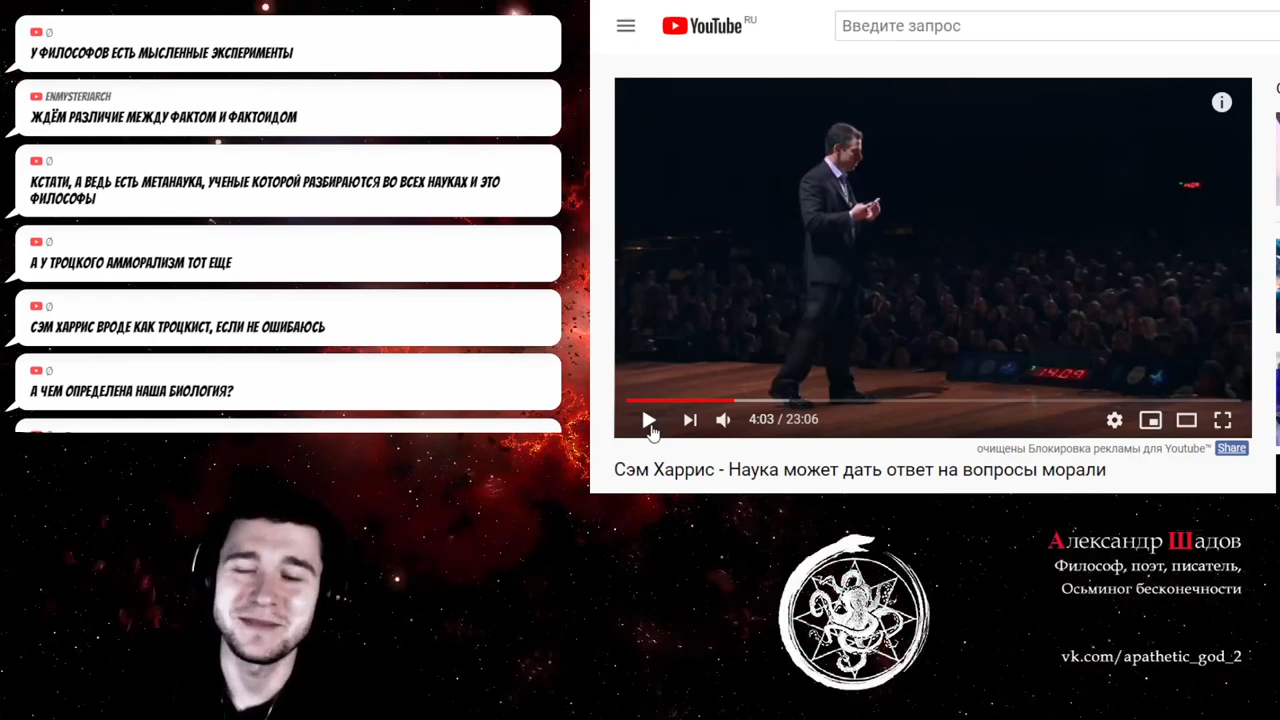 Ø
У ФИЛОСОФОВ ЕСТЬ МЫСЛЕННЫЕ ЭКСПЕРИМЕНТЫ
ENMYSTERIARCH
ЖДЁМ РАЗЛИЧИЕ МЕЖДУ ФАКТОМ И ФАКТОИДОМ
Ø
КСТАТИ, А ВЕДЬ ЕСТЬ МЕТАНАУКА, УЧЕНЫЕ КОТОРОЙ РАЗБИРАЮТСЯ ВО ВСЕХ НАУКАХ И ЭТО
ФИЛОСОФЫ
Ø
А У ТРОЦКОГО АММОРАЛИЗМ ТОТ ЕЩЕ
Ø
СЭМ ХАРРИС ВРОДЕ КАК ТРОЦКИСТ, ЕСЛИ НЕ ОШИБАЮСЬ
Ø
А ЧЕМ ОПРЕДЕЛЕНА НАША БИОЛОГИЯ?
YouTube RU
Введите запрос
14:09
4:03 / 23:06
очищены Блокировка рекламы для Youtube™ Share
Сэм Харрис - Наука может дать ответ на вопросы морали
Александр Шадов
Философ, поэт, писатель,
Осьминог бесконечности
vk.com/apathetic_god_2